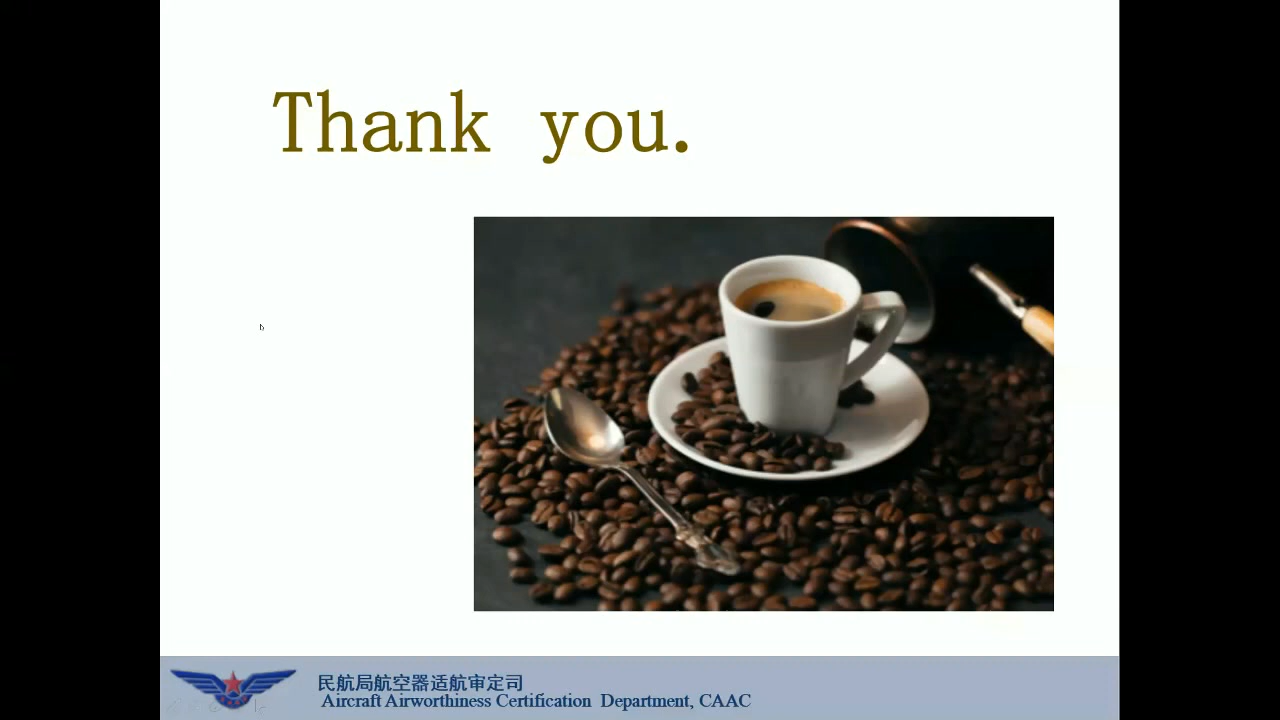 Thank you.
民航局航空器适航审定司
Aircraft Airworthiness Certification Department, CAAC